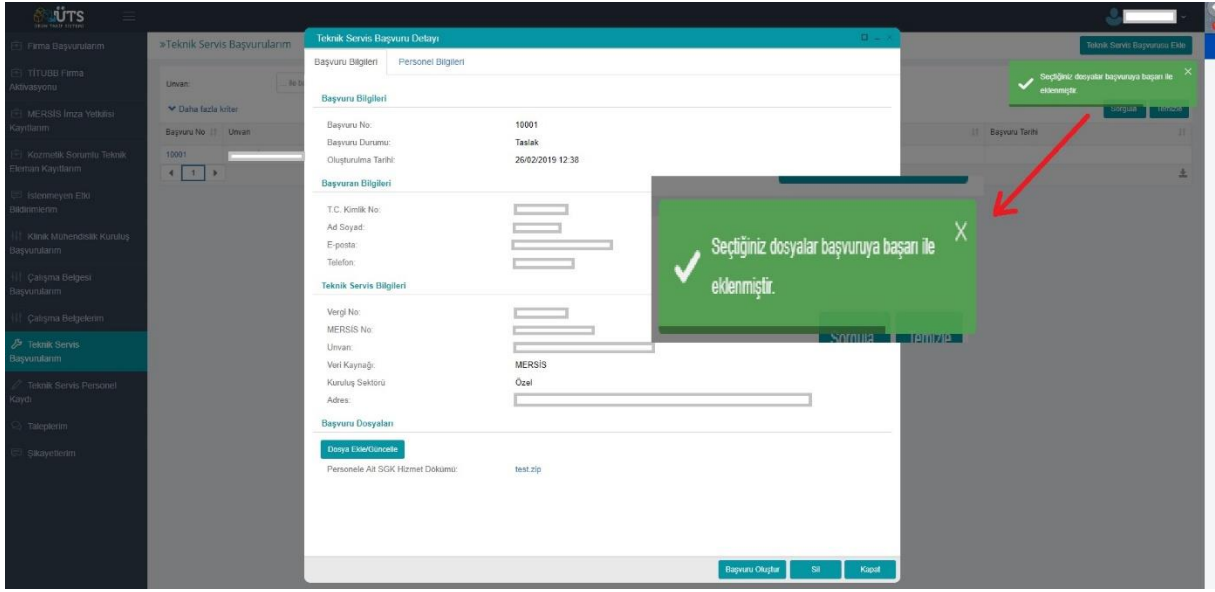 ÜTS
ÜRÜN TAKİP SİSTEMİ
Firma Başvurularım
TİTUBB Firma
Aktivasyonu
MERSİS İmza Yetkilisi
Kayıtlarım
Kozmetik Sorumlu Teknik
Eleman Kayıtlarım
İstenmeyen Etki
Bildirimlerim
Klinik Mühendislik Kuruluş
Başvurularım
Çalışma Belgesi
Başvurularım
Çalışma Belgelerim
Teknik Servis
Başvurularım
Teknik Servis Personel
Kaydı
Taleplerim
Şikayetlerim
»Teknik Servis Başvurularım
Teknik Servis Başvurusu Ekle
Unvan:
Daha fazla kriter
Sorgula Temizle
Başvuru No Unvan Başvuru Tarihi
10001
1
Teknik Servis Başvuru Detayı
Başvuru Bilgileri Personel Bilgileri
Başvuru Bilgileri
Başvuru No: 10001
Başvuru Durumu: Taslak
Oluşturulma Tarihi: 26/02/2019 12:38
Başvuran Bilgileri
T.C. Kimlik No:
Ad Soyad:
E-posta:
Telefon:
Teknik Servis Bilgileri
Vergi No:
MERSİS No:
Unvan:
Veri Kaynağı: MERSİS
Kuruluş Sektörü Özel
Adres:
Başvuru Dosyaları
Dosya Ekle/Güncelle
Personele Ait SGK Hizmet Dökümü: test.zip
Başvuru Oluştur Sil Kapat
Seçtiğiniz dosyalar başvuruya başarı ile
eklenmiştir.
Seçtiğiniz dosyalar başvuruya başarı ile
eklenmiştir.
Sorgula Temizle